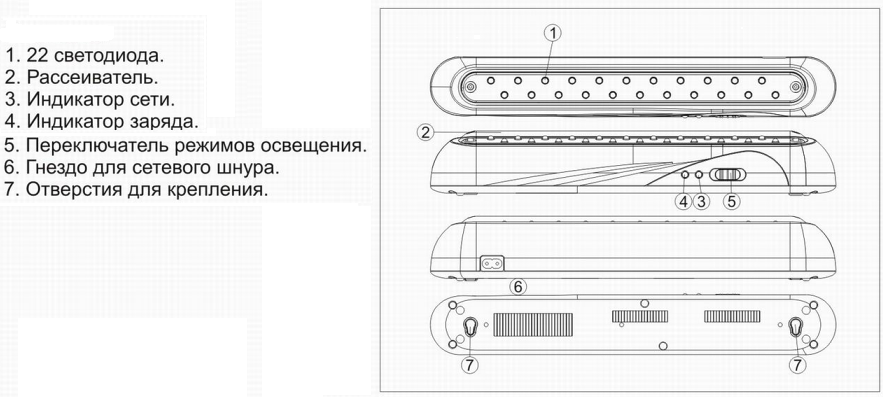 1. 22 светодиода.
2. Рассеиватель.
3. Индикатор сети.
4. Индикатор заряда.
5. Переключатель режимов освещения.
6. Гнездо для сетевого шнура.
7. Отверстия для крепления.
1
2
4 3 5
6
7 7